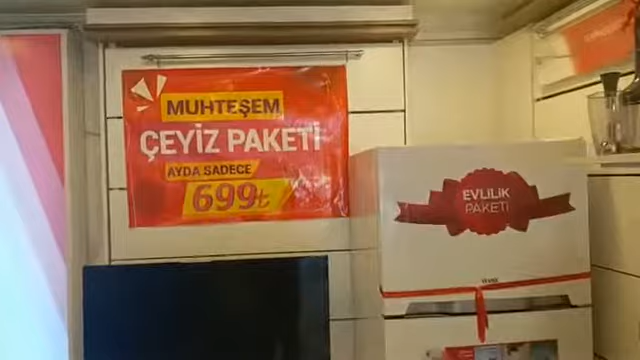 MUHTEŞEM
ÇEYİZ PAKETİ
AYDA SADECE
699₺
EVLİLİK
PAKETİ